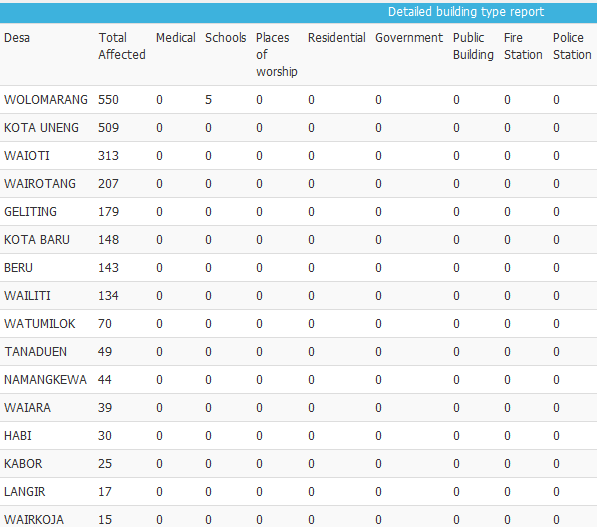 Detailed building type report
Desa Total Affected Medical Schools Places of worship Residential Government Public Building Fire Station Police Station
WOLOMARANG 550 0 5 0 0 0 0 0 0
KOTA UNENG 509 0 0 0 0 0 0 0 0
WAIOTI 313 0 0 0 0 0 0 0 0
WAIROTANG 207 0 0 0 0 0 0 0 0
GELITING 179 0 0 0 0 0 0 0 0
KOTA BARU 148 0 0 0 0 0 0 0 0
BERU 143 0 0 0 0 0 0 0 0
WAILITI 134 0 0 0 0 0 0 0 0
WATUMILOK 70 0 0 0 0 0 0 0 0
TANADUEN 49 0 0 0 0 0 0 0 0
NAMANGKEWA 44 0 0 0 0 0 0 0 0
WAIARA 39 0 0 0 0 0 0 0 0
HABI 30 0 0 0 0 0 0 0 0
KABOR 25 0 0 0 0 0 0 0 0
LANGIR 17 0 0 0 0 0 0 0 0
WAIRKOJA 15 0 0 0 0 0 0 0 0